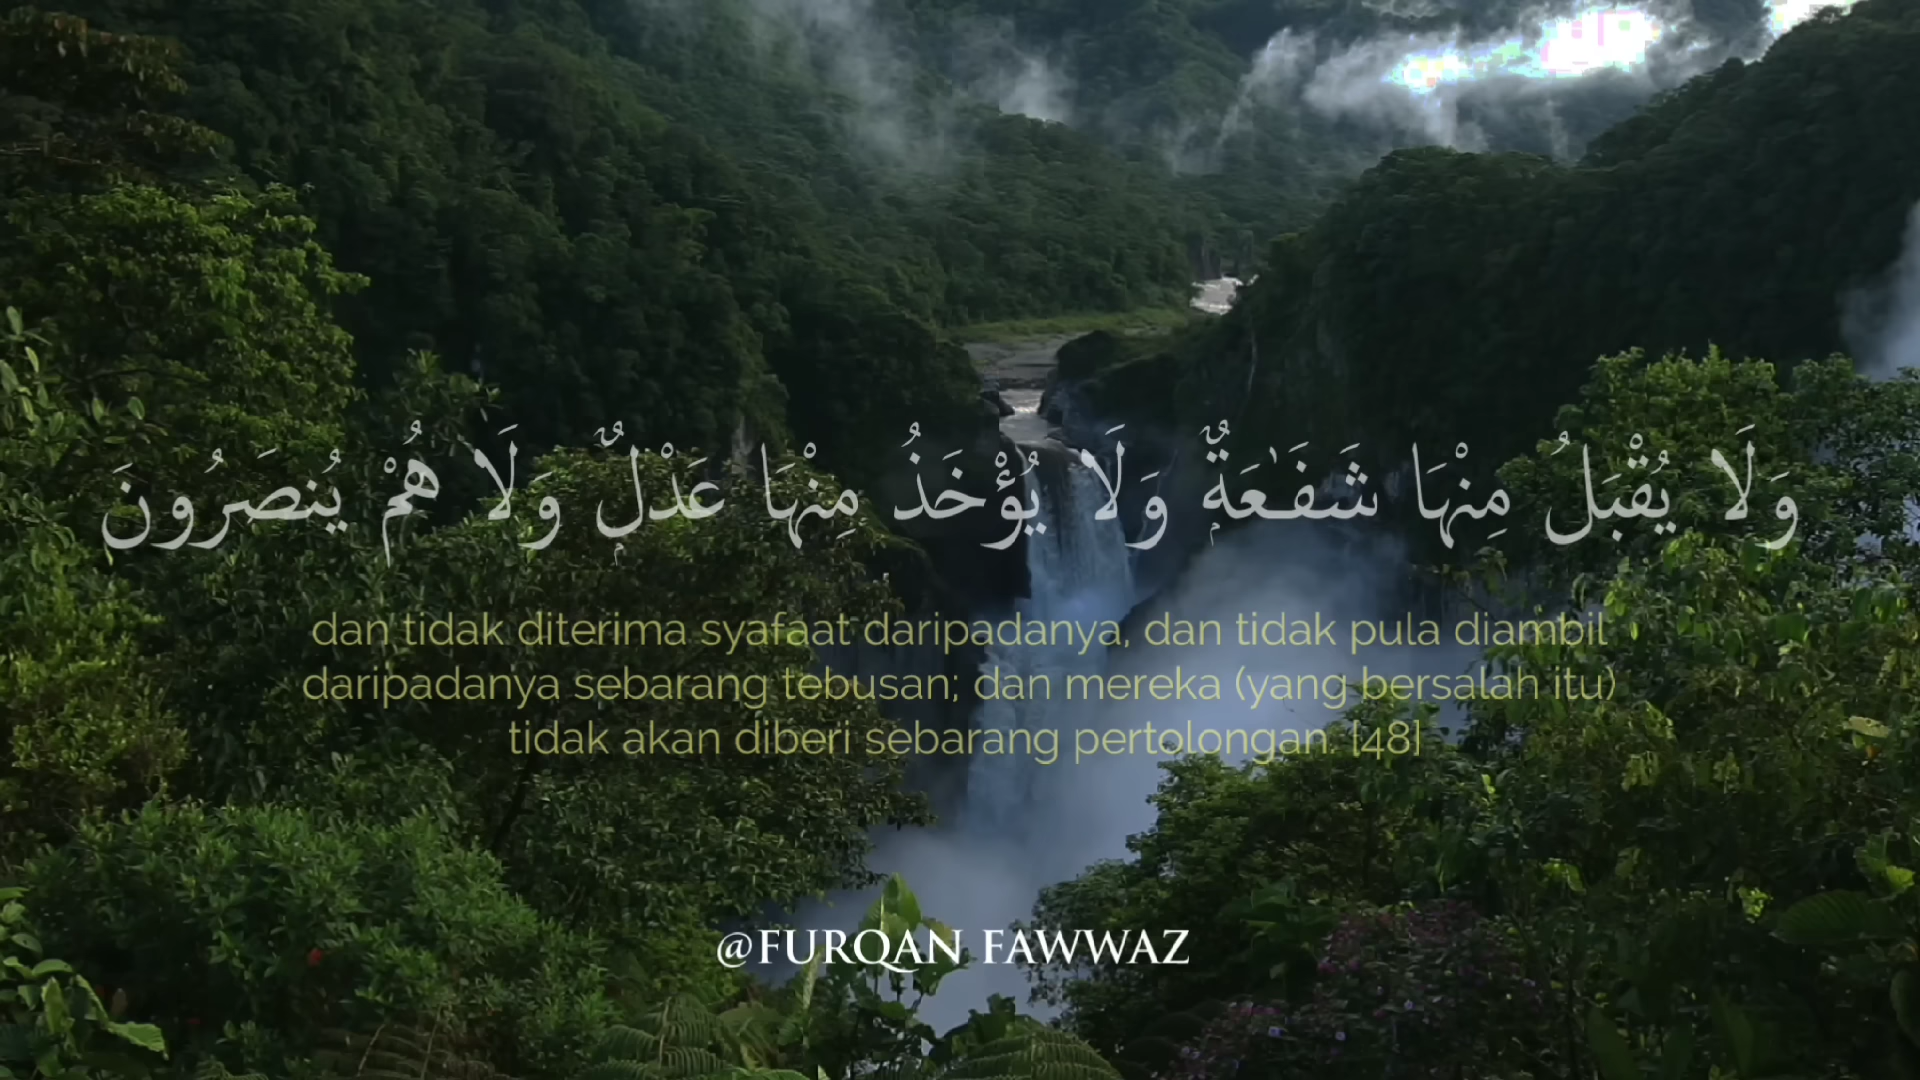 وَلَا يُقْبَلُ مِنْهَا شَفَـٰعَةٌۭ وَلَا يُؤْخَذُ مِنْهَا عَدْلٌۭ وَلَا هُمْ يُنصَرُونَ
dan tidak diterima syafaat daripadanya, dan tidak pula diambil
daripadanya sebarang tebusan; dan mereka (yang bersalah itu)
tidak akan diberi sebarang pertolongan. [48]
@FURQAN FAWWAZ